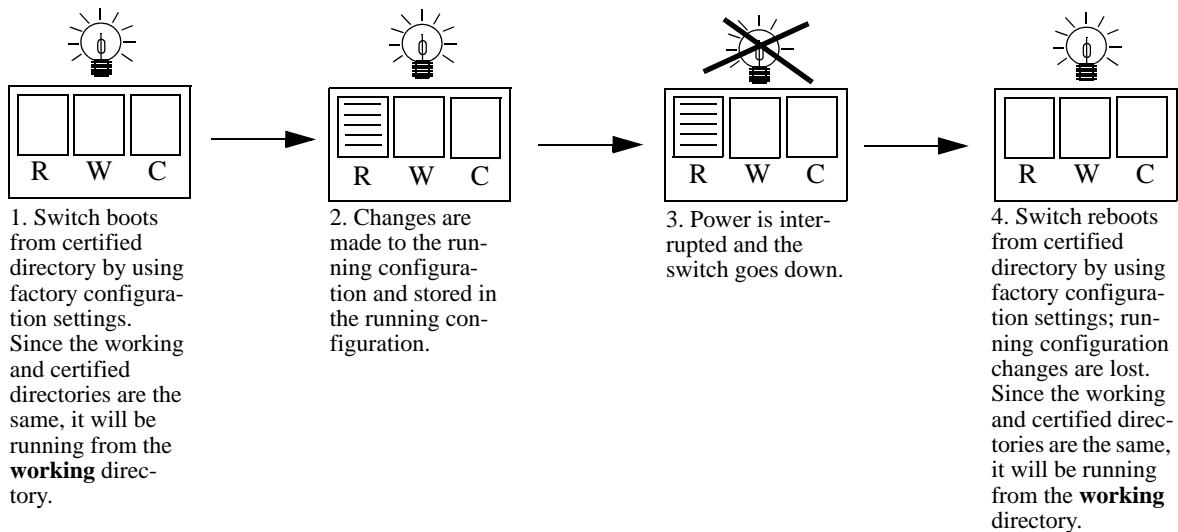 R W C
1. Switch boots
from certified
directory by using
factory configura-
tion settings.
Since the working
and certified
directories are the
same, it will be
running from the
working direc-
tory.
R W C
2. Changes are
made to the run-
ning configura-
tion and stored in
the running con-
figuration.
R W C
3. Power is inter-
rupted and the
switch goes down.
R W C
4. Switch reboots
from certified
directory by using
factory configura-
tion settings; run-
ning configuration
changes are lost.
Since the working
and certified direc-
tories are the same,
it will be running
from the working
directory.